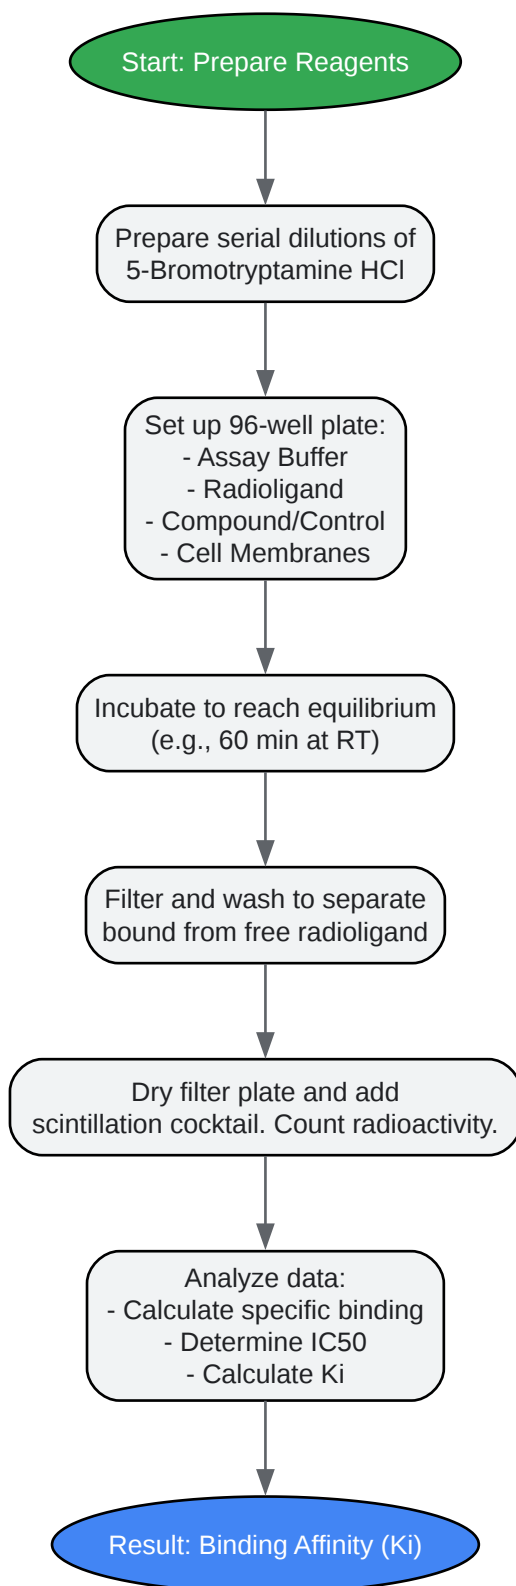 Start: Prepare Reagents
Prepare serial dilutions of
5-Bromotryptamine HCl
Set up 96-well plate:
- Assay Buffer
- Radioligand
- Compound/Control
- Cell Membranes
Incubate to reach equilibrium
(e.g., 60 min at RT)
Filter and wash to separate
bound from free radioligand
Dry filter plate and add
scintillation cocktail. Count radioactivity.
Analyze data:
- Calculate specific binding
- Determine IC50
- Calculate Ki
Result: Binding Affinity (Ki)